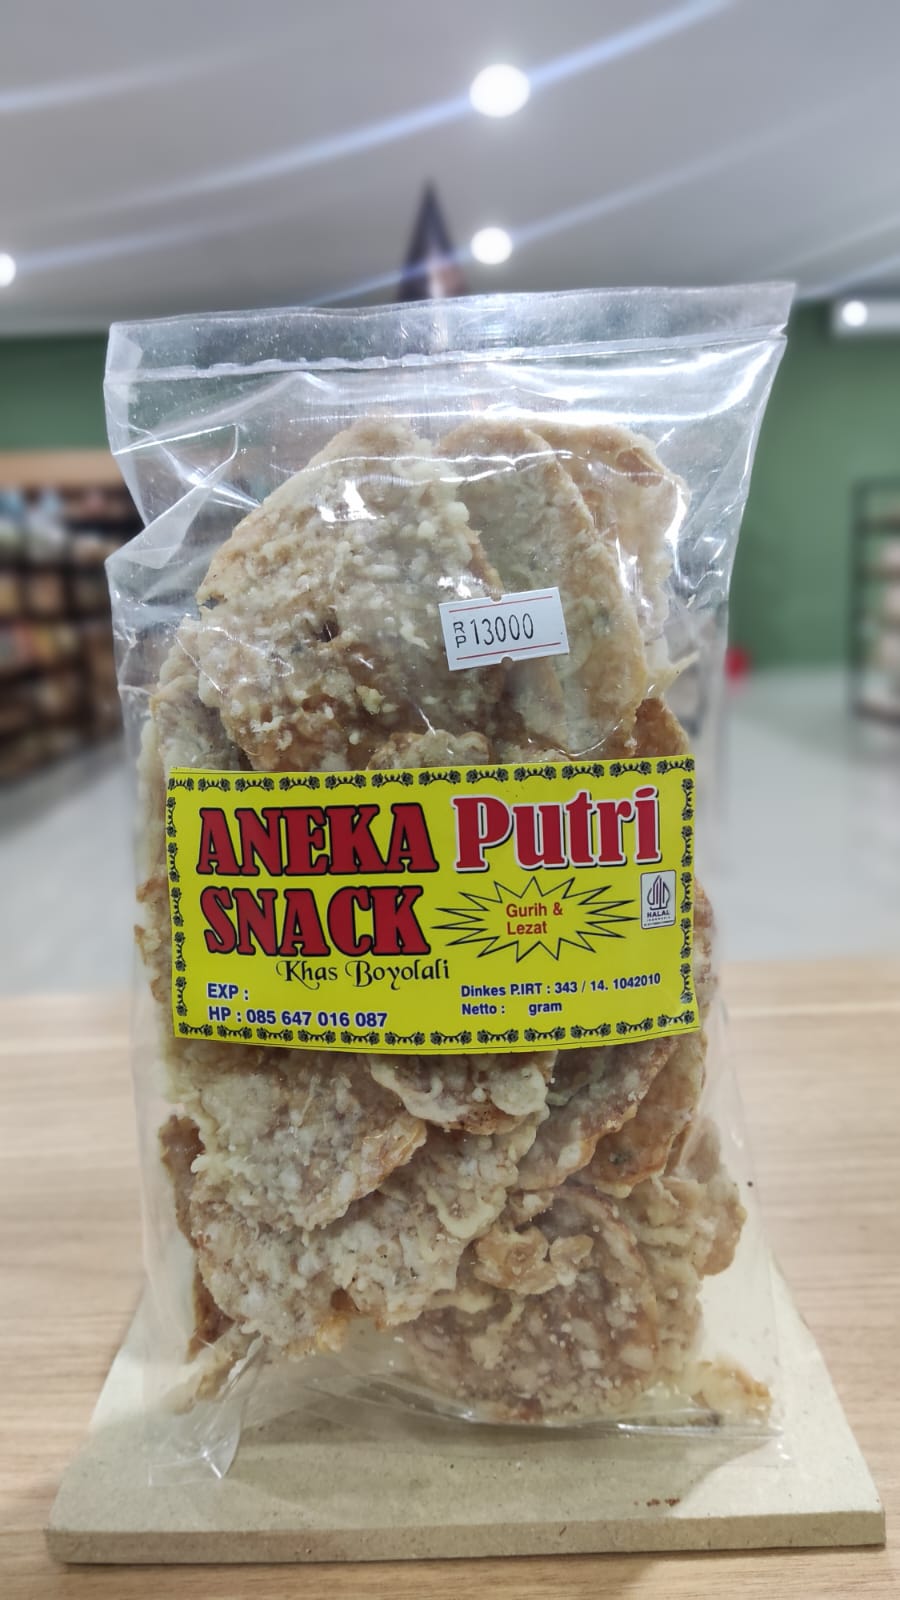 RP 13000
ANEKA Putri
SNACK
Gurih &
Lezat
HALAL
INDONESIA
Khas Boyolali
EXP :
HP : 085 647 016 087
Dinkes P.IRT : 343 / 14. 1042010
Netto : gram